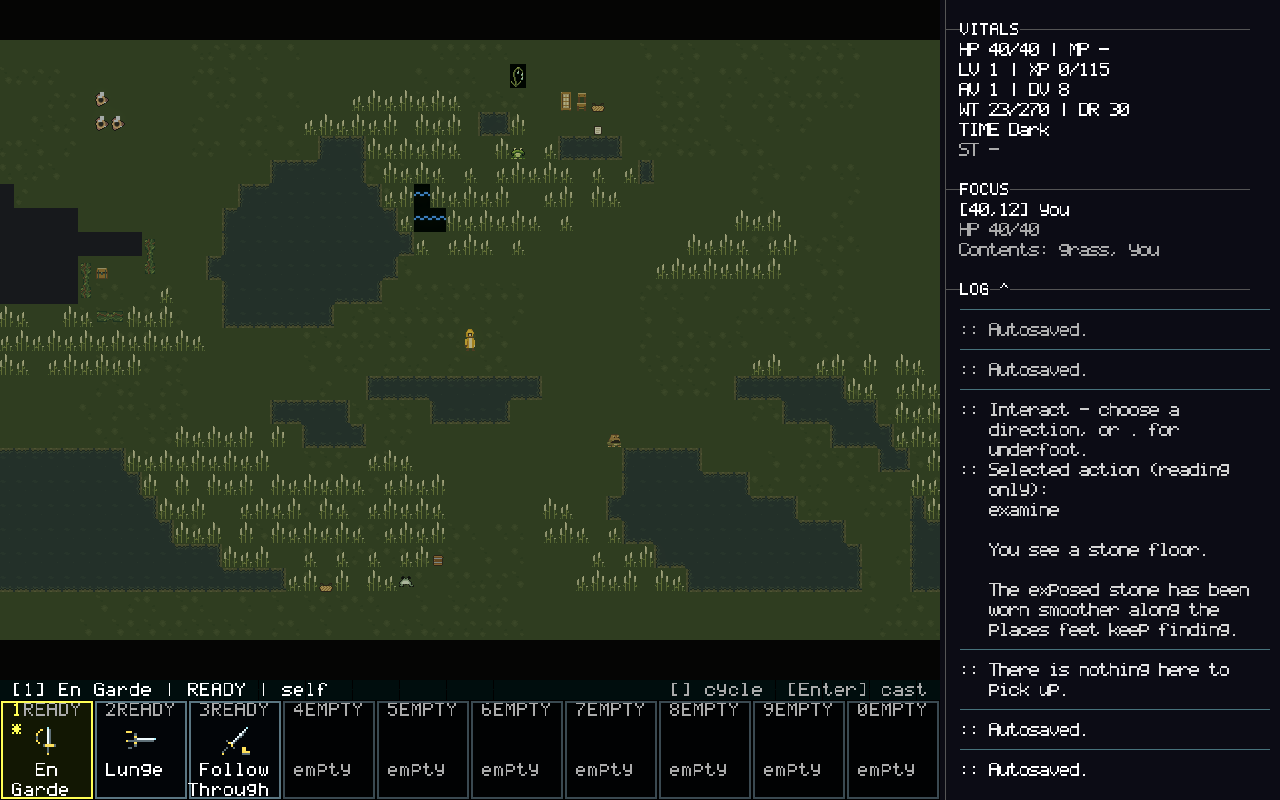 VITALS
HP 40/40 | MP -
LV 1 | XP 0/115
AV 1 | DV 8
WT 23/270 | DR 30
TIME Dark
ST -
FOCUS
[40,12] You
HP 40/40
Contents: grass, You
LOG ^
:: Autosaved.
:: Autosaved.
:: Interact - choose a
direction, or . for
underfoot.
:: Selected action (reading
only):
examine
You see a stone floor.
The exposed stone has been
worn smoother along the
places feet keep finding.
:: There is nothing here to
pick up.
:: Autosaved.
:: Autosaved.
[1] En Garde | READY | self
[] cycle [Enter] cast
1READY 2READY 3READY 4EMPTY 5EMPTY 6EMPTY 7EMPTY 8EMPTY 9EMPTY 0EMPTY
*
En Lunge Follow empty empty empty empty empty empty empty
Garde Through